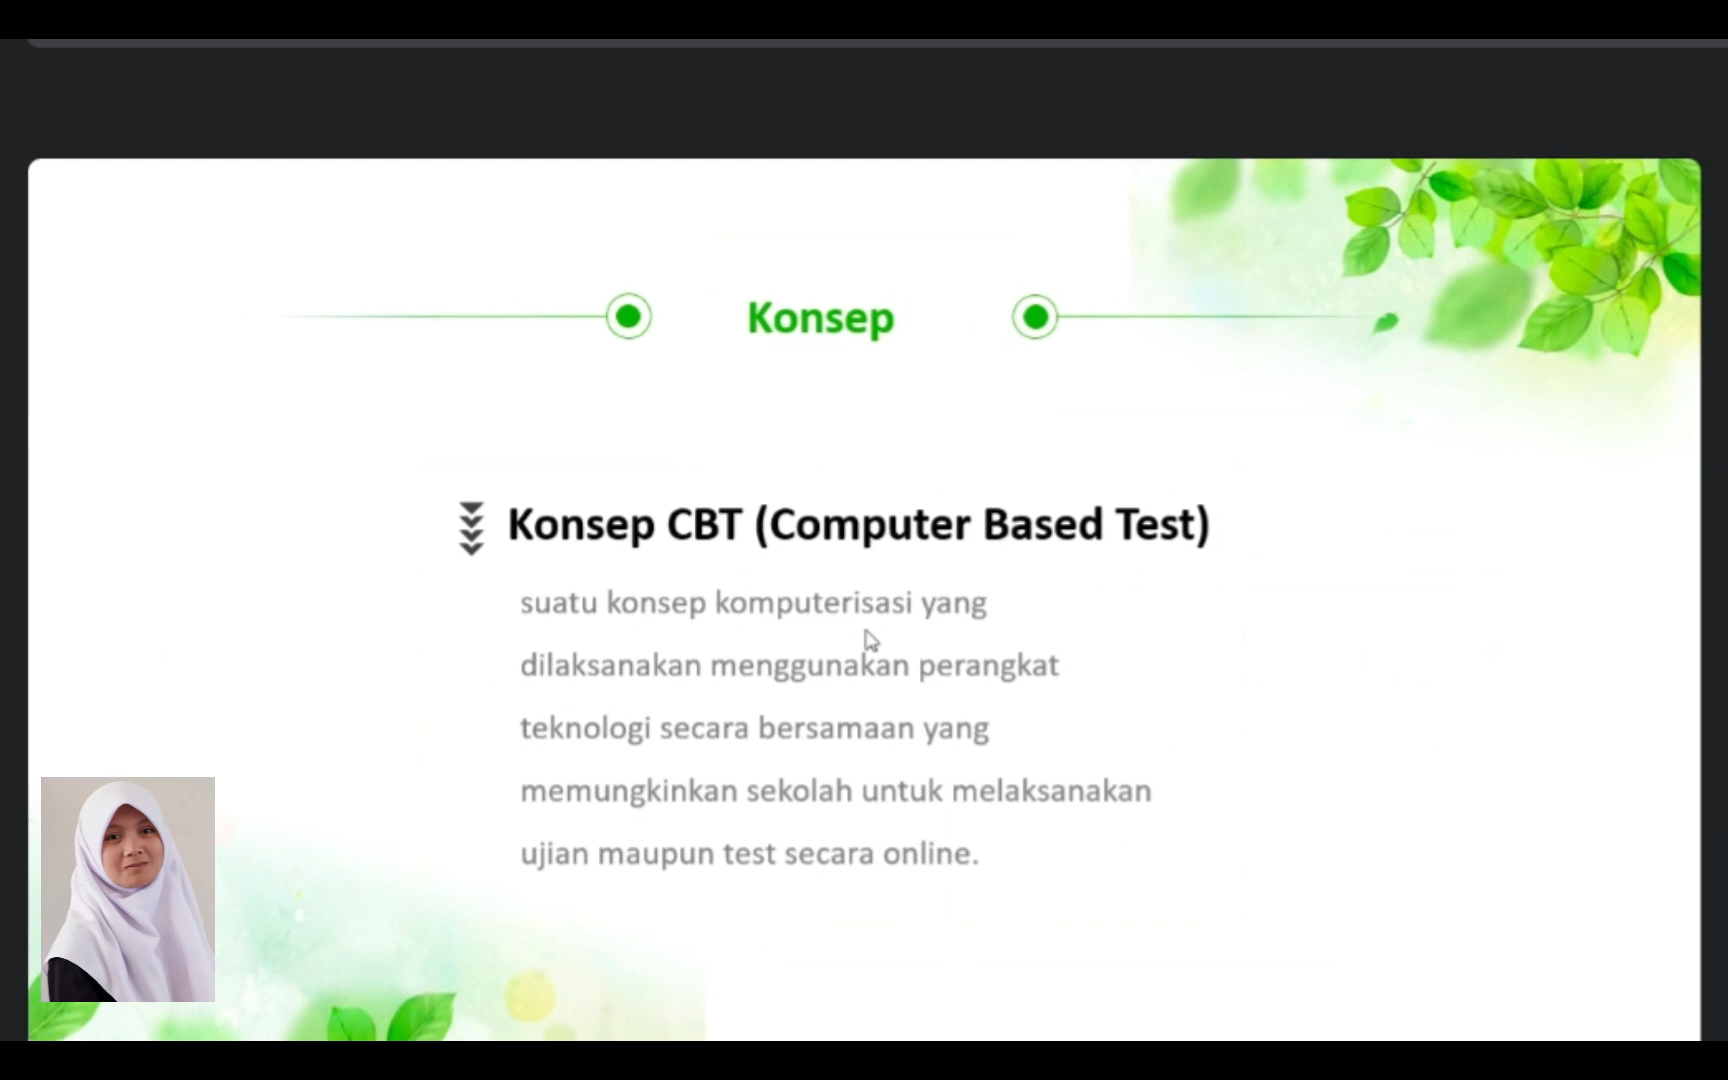 Konsep
Konsep CBT (Computer Based Test)
suatu konsep komputerisasi yang
dilaksanakan menggunakan perangkat
teknologi secara bersamaan yang
memungkinkan sekolah untuk melaksanakan
ujian maupun test secara online.